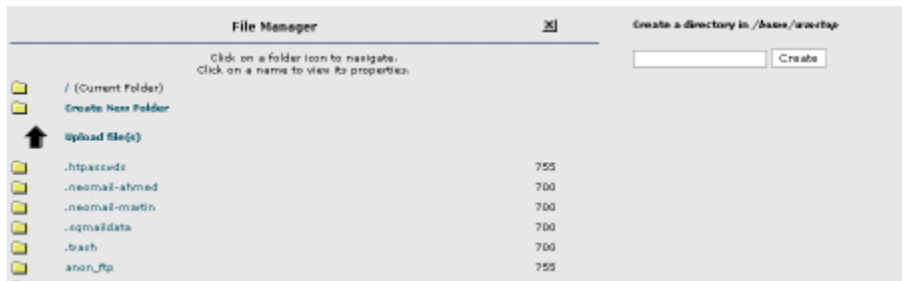 File Manager
X
Click on a folder icon to navigate.
Click on a name to view its properties.
/ (Current Folder)
Create New Folder
Upload file(s)
.htpasswds 755
.neomail-ahmed 700
.neomail-martin 700
.sqmaildata 700
.trash 700
anon_ftp 755
Create a directory in /home/
Create